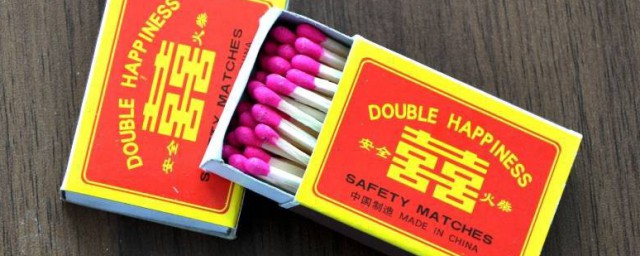 DOUBLE HAPPINESS
安全 囍 火柴
SAFETY MATCHES
CHINA
DOUBLE HAPPINESS
安全 囍 火柴
SAFETY MATCHES
中国制造 MADE IN CHINA